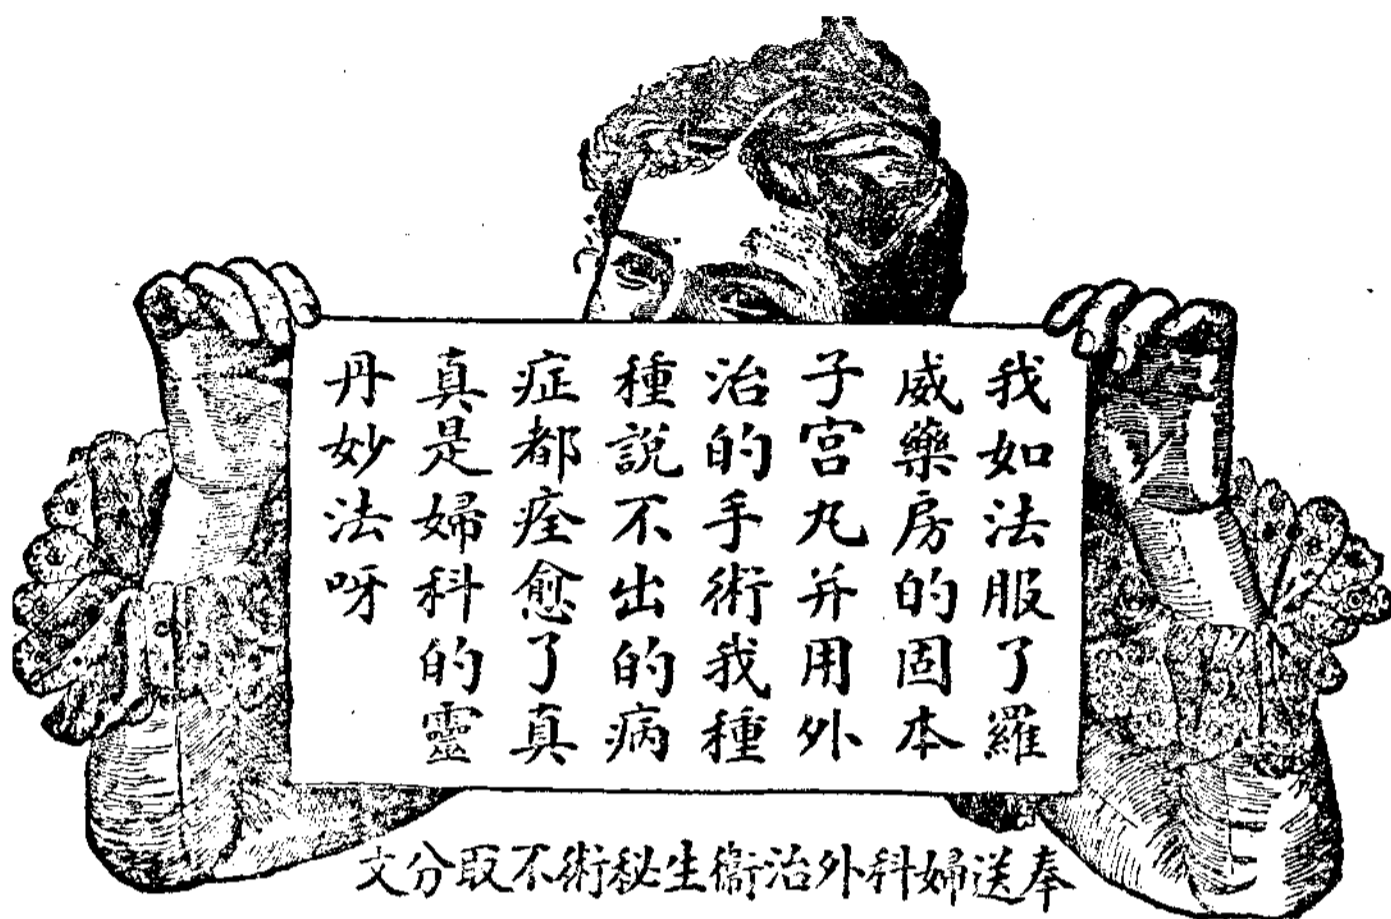 我如法服了羅
威藥房的固本
子宮丸并用外
治的手術我種
種說不出的病
症都痊愈了真
真是婦科的靈
丹妙法呀
奉送婦科外治衞生秘術不取分文